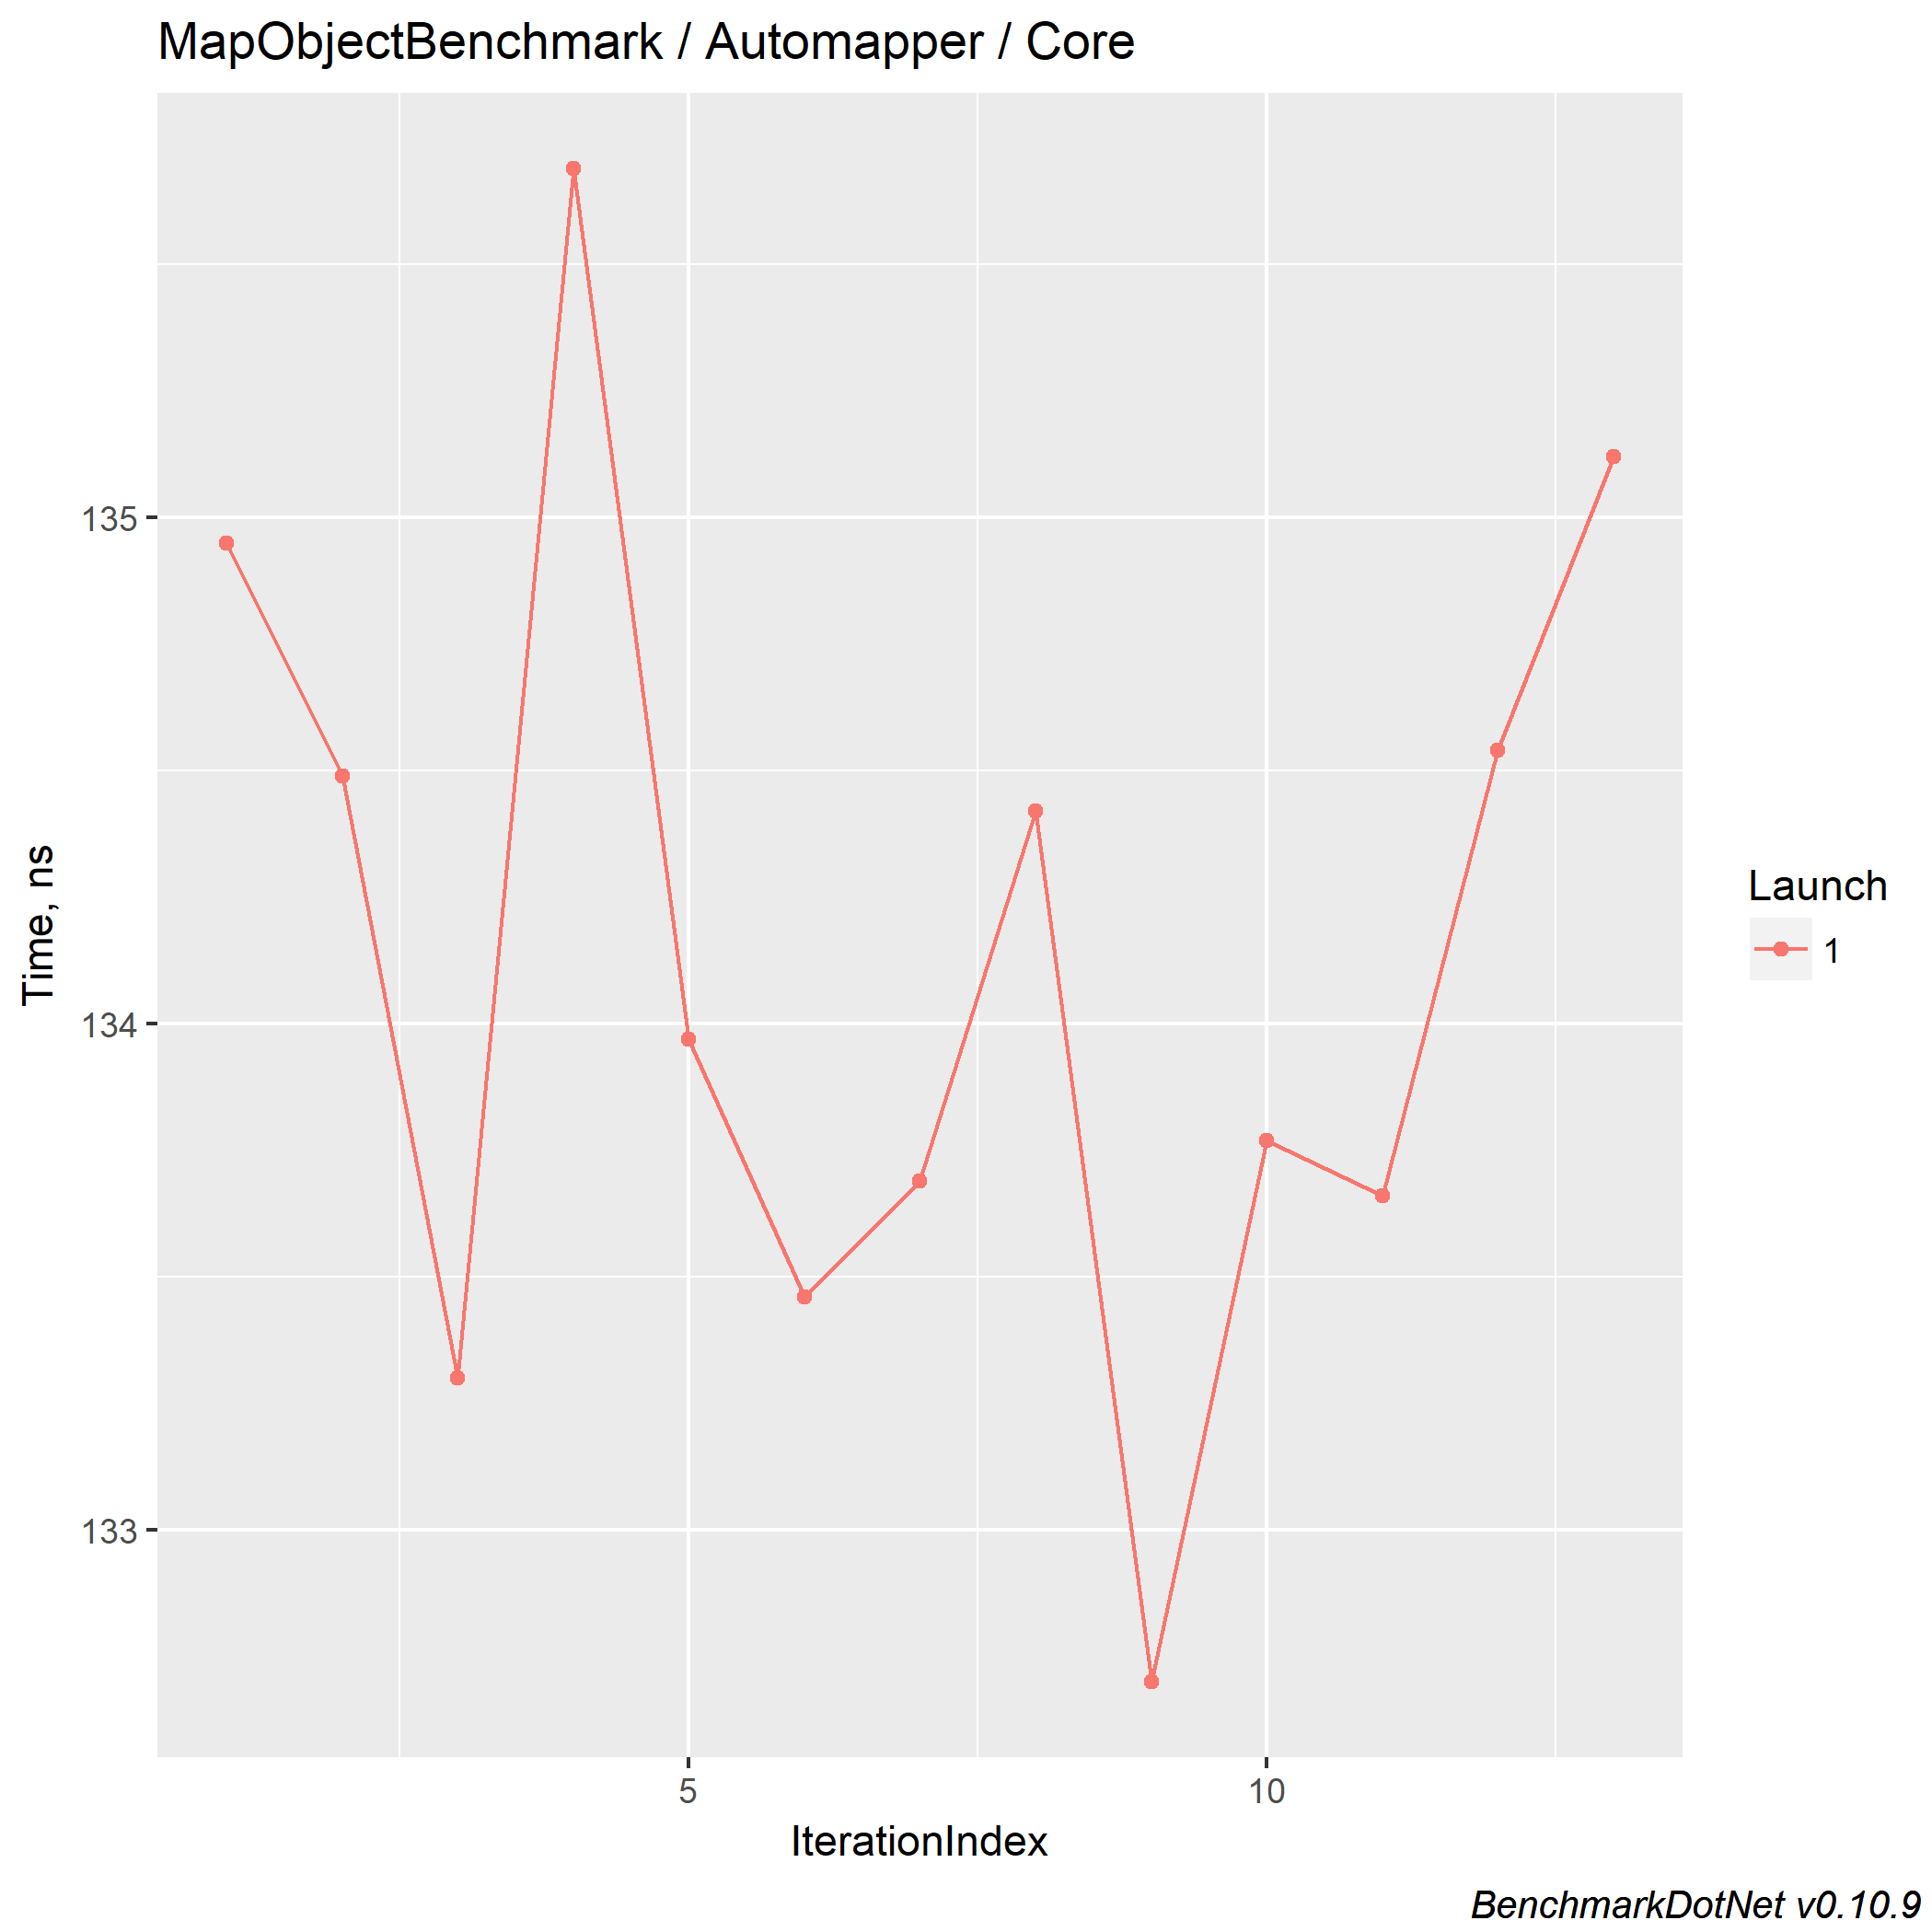 MapObjectBenchmark / Automapper / Core
135
134
133
Time, ns
5
10
IterationIndex
Launch
1
BenchmarkDotNet v0.10.9